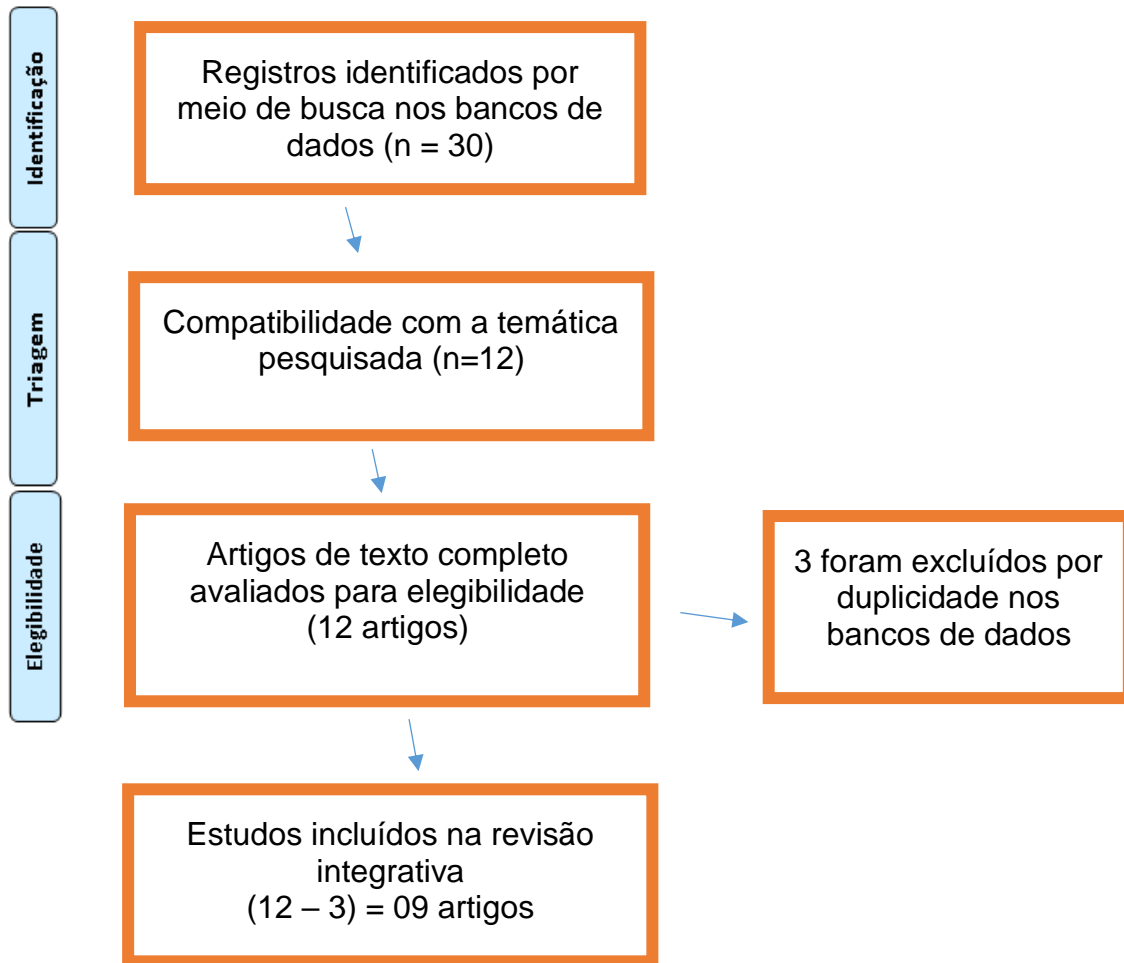 Identificação
Registros identificados por
meio de busca nos bancos de
dados (n = 30)
Triagem
Compatibilidade com a temática
pesquisada (n=12)
Elegibilidade
Artigos de texto completo
avaliados para elegibilidade
(12 artigos)
3 foram excluídos por
duplicidade nos
bancos de dados
Estudos incluídos na revisão
integrativa
(12 – 3) = 09 artigos